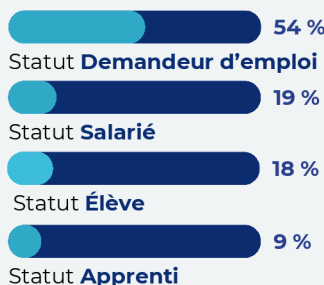 54 %
Statut Demandeur d’emploi
19 %
Statut Salarié
18 %
Statut Élève
9 %
Statut Apprenti